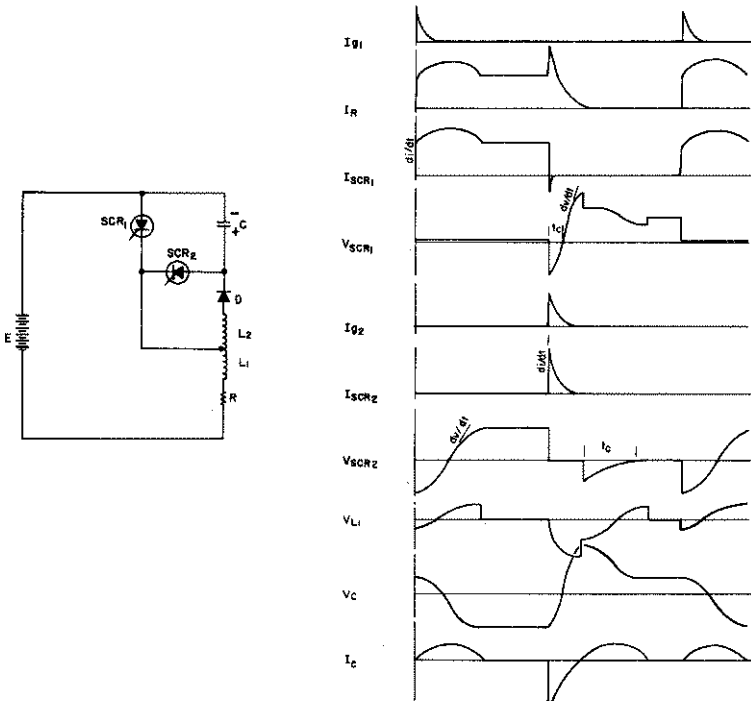 Ig1
IR
di/dt
ISCR1
dv/dt
tc
VSCR1
Ig2
di/dt
ISCR2
dv/dt
tc
VSCR2
VL1
VC
IC
SCR1
−
+
C
SCR2
D
L2
E
L1
R